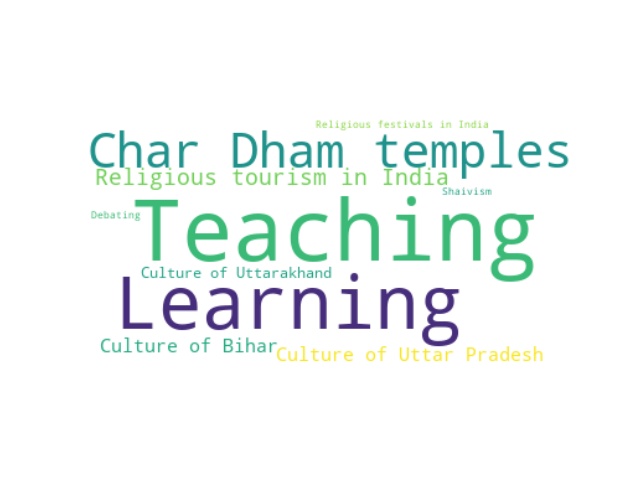 Religious festivals in India
Char Dham temples
Religious tourism in India
Shaivism
Debating
Teaching
Culture of Uttarakhand
Learning
Culture of Bihar
Culture of Uttar Pradesh